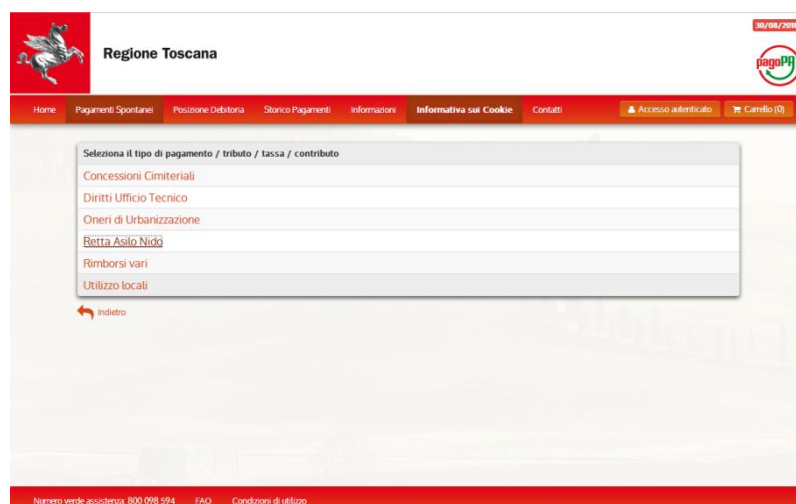 30/08/201
Regione Toscana
pagoPA
Home Pagamenti Spontanei Posizione Debitoria Storico Pagamenti Informazioni Informativa sui Cookie Contatti Accesso autenticato Carrello (0)
Seleziona il tipo di pagamento / tributo / tassa / contributo
Concessioni Cimiteriali
Diritti Ufficio Tecnico
Oneri di Urbanizzazione
Retta Asilo Nido
Rimborsi vari
Utilizzo locali
Indietro
Numero verde assistenza: 800 098 594 FAQ Condizioni di utilizzo